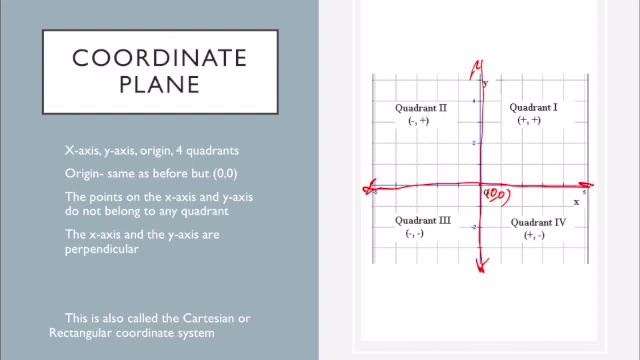 COORDINATE
PLANE
X-axis, y-axis, origin, 4 quadrants
Origin- same as before but (0,0)
The points on the x-axis and y-axis
do not belong to any quadrant
The x-axis and the y-axis are
perpendicular
This is also called the Cartesian or
Rectangular coordinate system
y
4
Quadrant II
(-, +)
Quadrant I
(+, +)
2
(0,0)
5
x
Quadrant III
(-, -)
-2
Quadrant IV
(+, -)